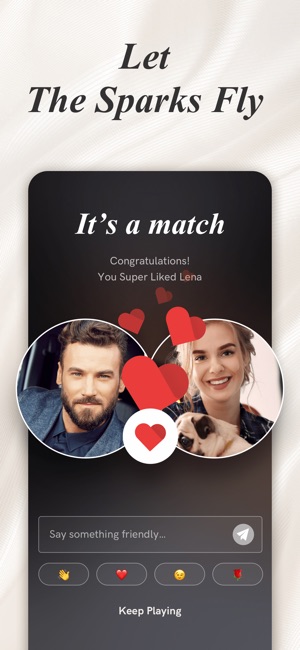 Let
The Sparks Fly
It's a match
Congratulations!
You Super Liked Lena
Say something friendly...
Keep Playing